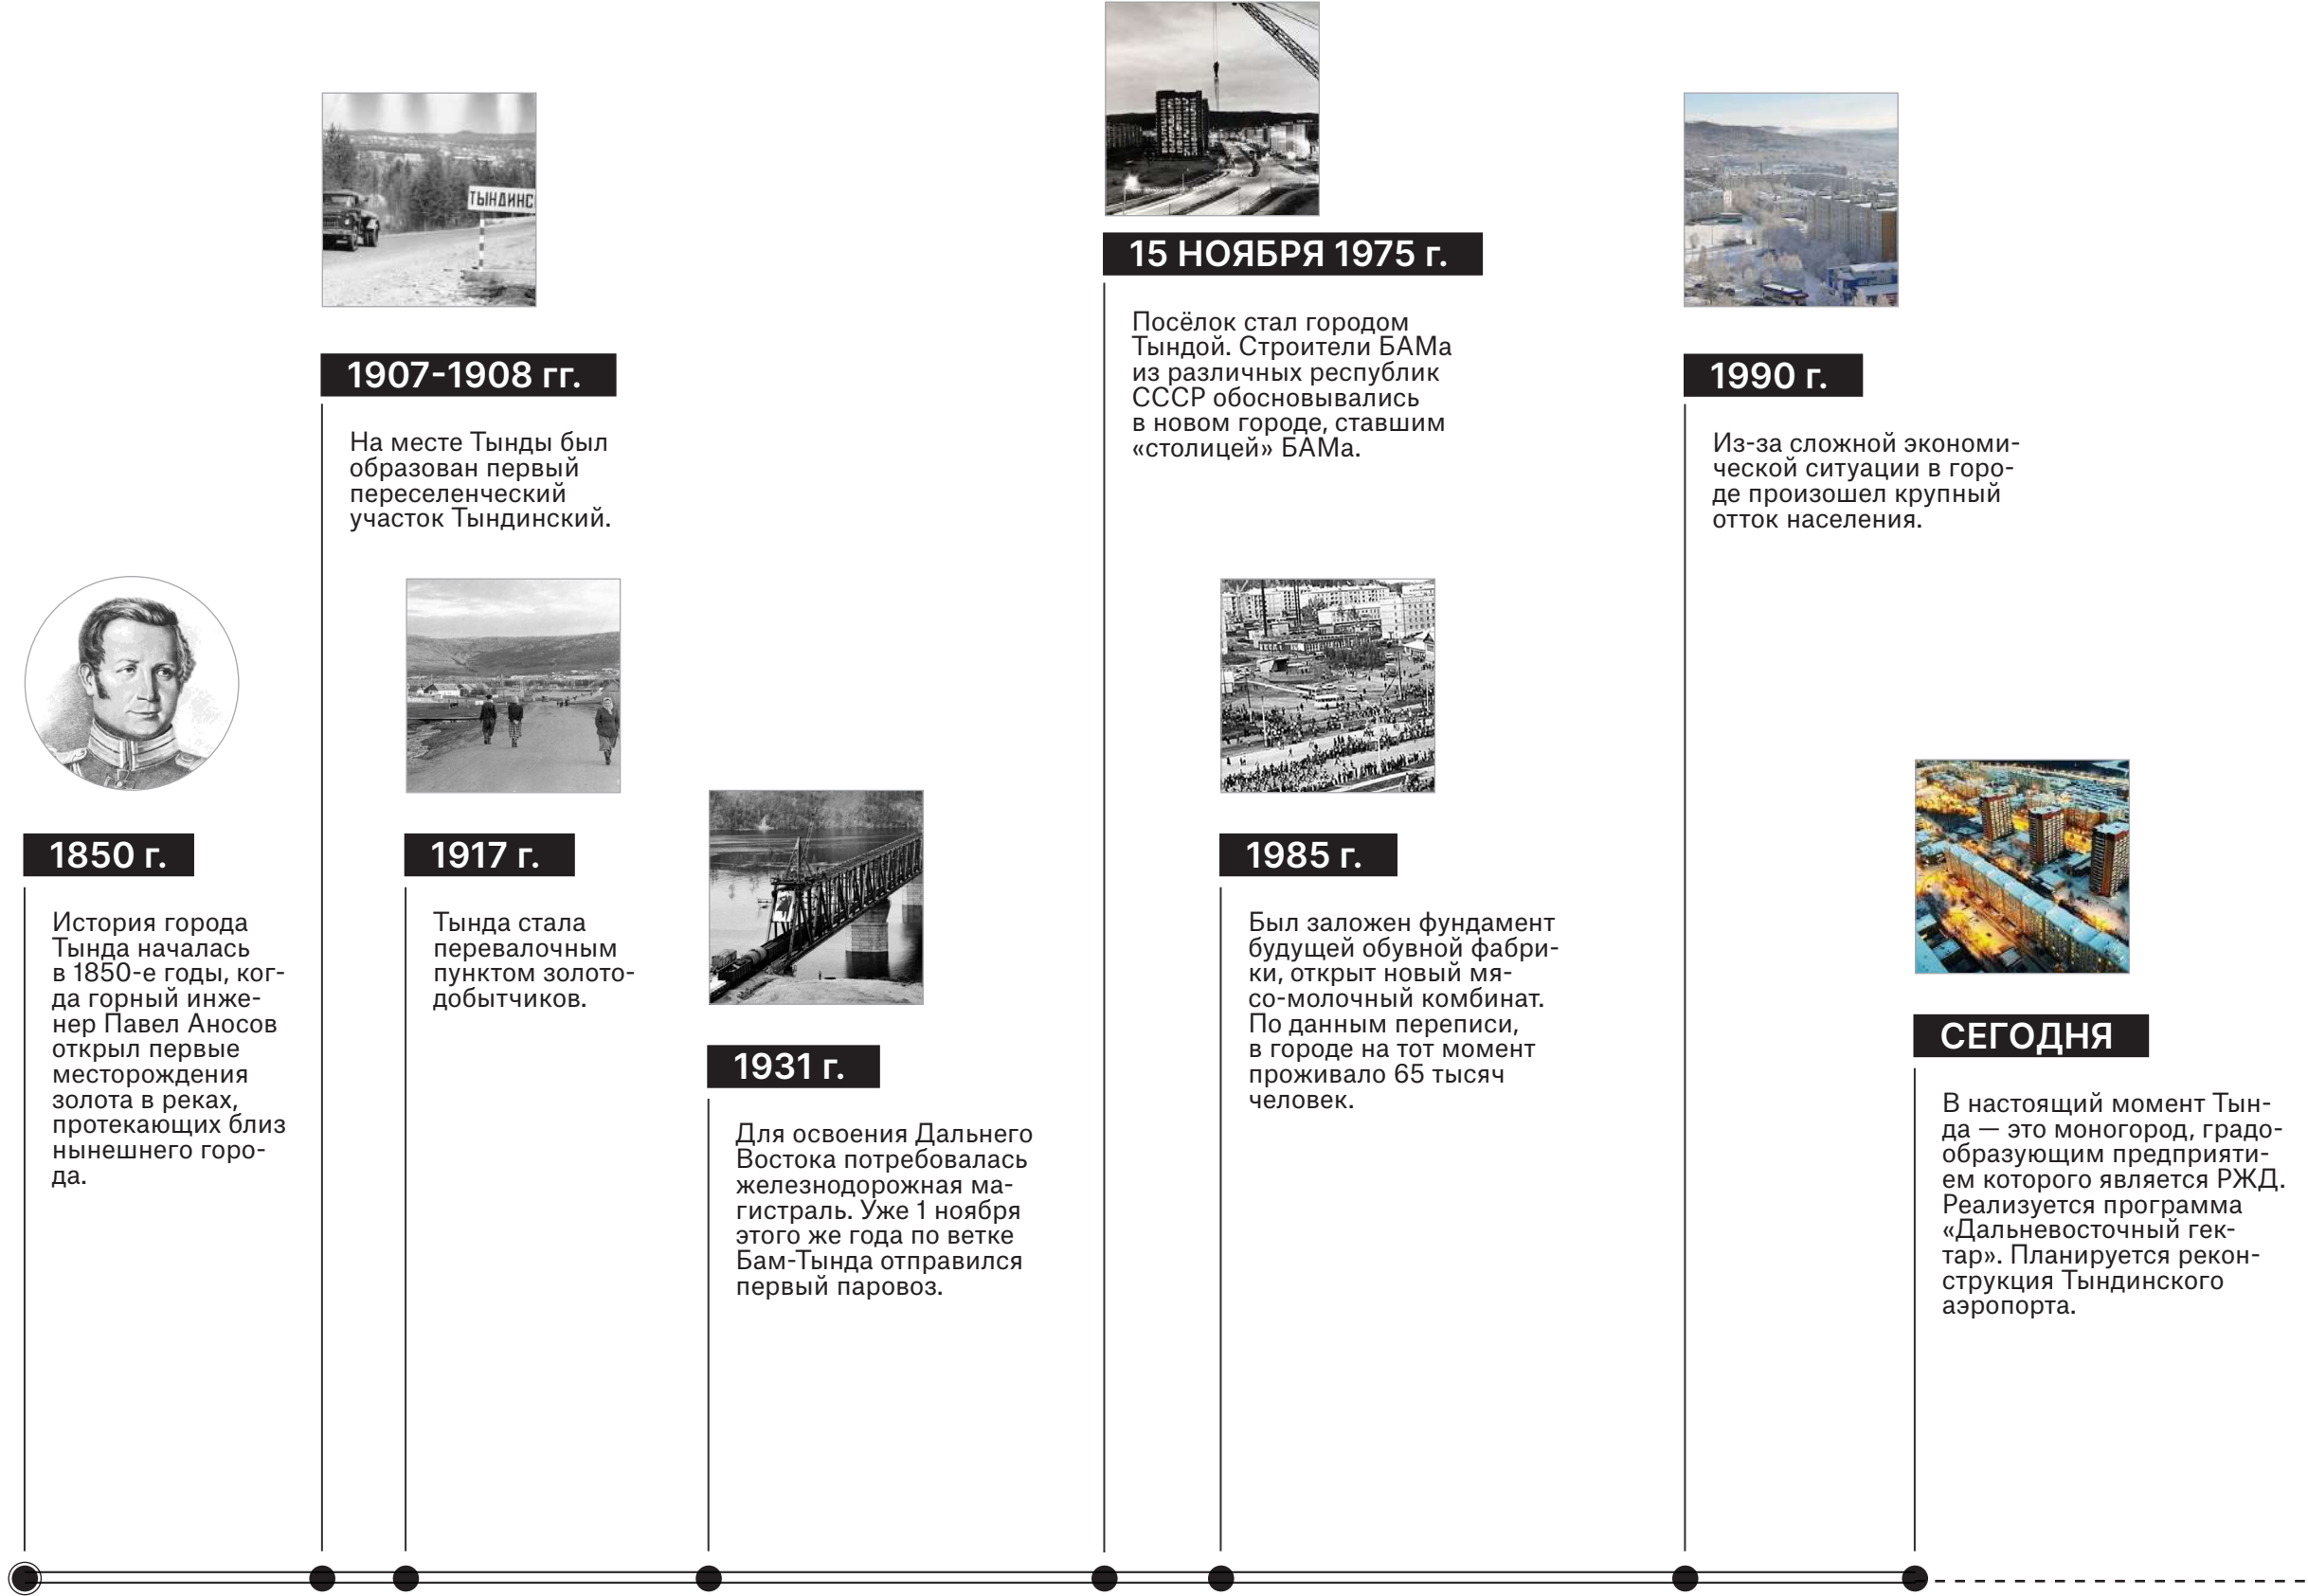 1850 г.
История города
Тында началась
в 1850-е годы, ког-
да горный инже-
нер Павел Аносов
открыл первые
месторождения
золота в реках,
протекающих близ
нынешнего горо-
да.
ТЫНДИНС
1907-1908 гг.
На месте Тынды был
образован первый
переселенческий
участок Тындинский.
1917 г.
Тында стала
перевалочным
пунктом золото-
добытчиков.
1931 г.
Для освоения Дальнего
Востока потребовалась
железнодорожная ма-
гистраль. Уже 1 ноября
этого же года по ветке
Бам-Тында отправился
первый паровоз.
15 НОЯБРЯ 1975 г.
Посёлок стал городом
Тындой. Строители БАМа
из различных республик
СССР обосновывались
в новом городе, ставшим
«столицей» БАМа.
1985 г.
Был заложен фундамент
будущей обувной фабри-
ки, открыт новый мя-
со-молочный комбинат.
По данным переписи,
в городе на тот момент
проживало 65 тысяч
человек.
1990 г.
Из-за сложной экономи-
ческой ситуации в горо-
де произошел крупный
отток населения.
СЕГОДНЯ
В настоящий момент Тын-
да — это моногород, градо-
образующим предприяти-
ем которого является РЖД.
Реализуется программа
«Дальневосточный гек-
тар». Планируется рекон-
струкция Тындинского
аэропорта.